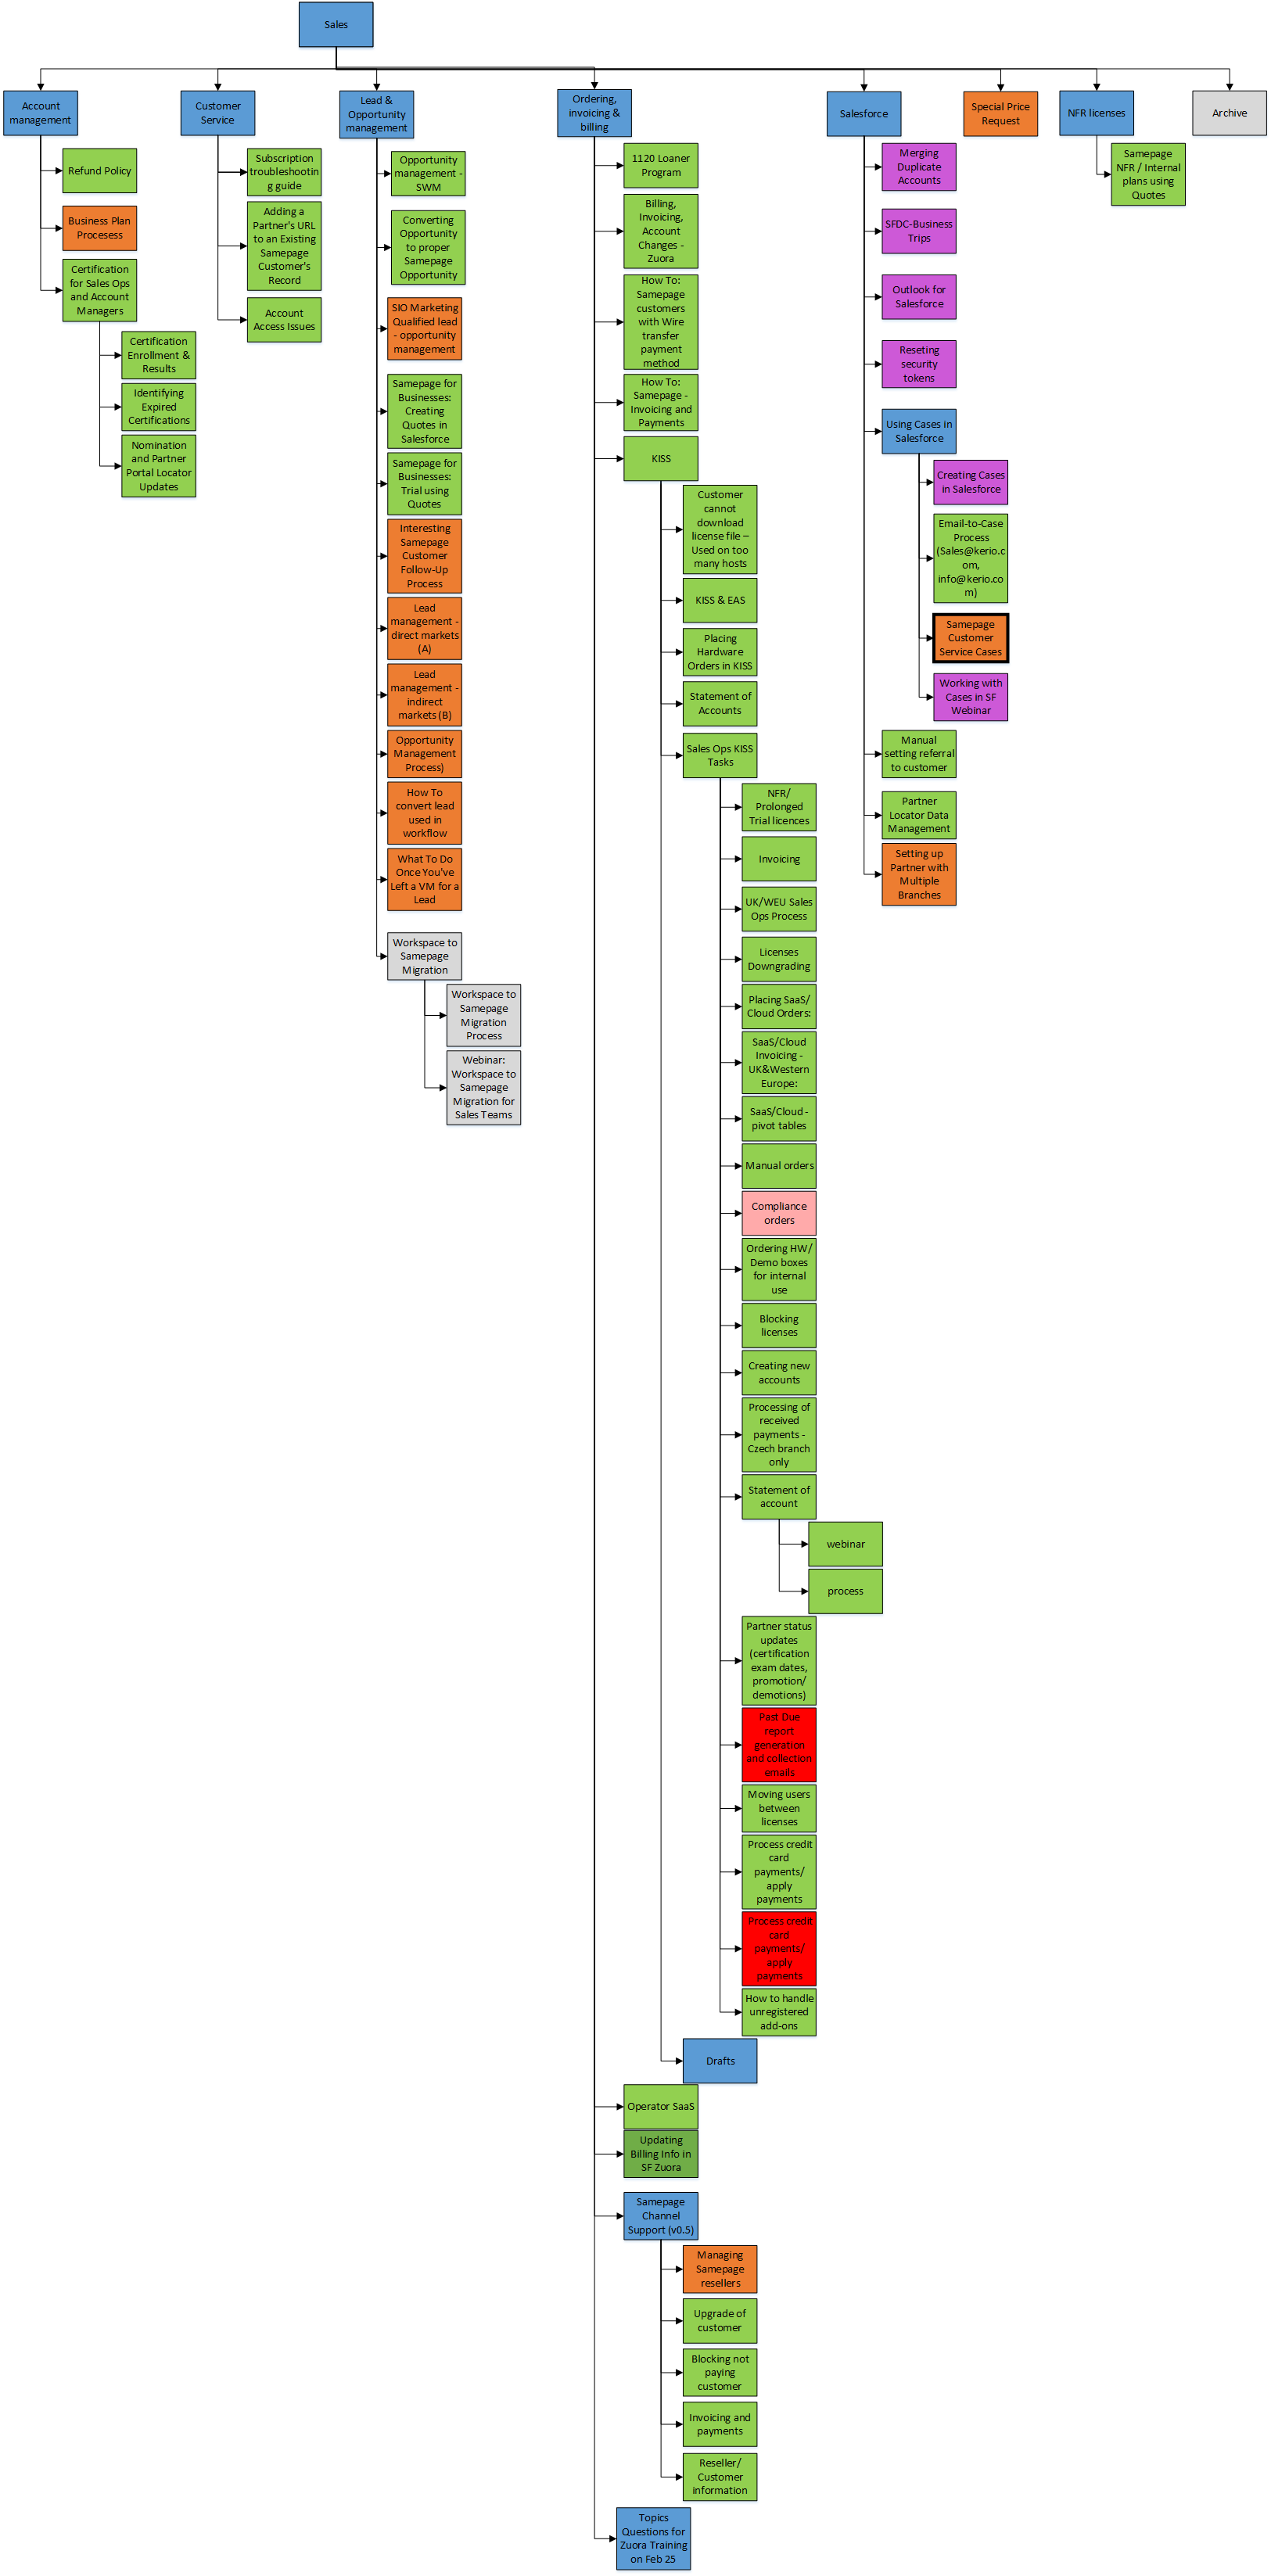 Sales
Account
management
Refund Policy
Business Plan
Procesess
Certification
for Sales Ops
and Account
Managers
Certification
Enrollment &
Results
Identifying
Expired
Certifications
Nomination
and Partner
Portal Locator
Updates
Customer
Service
Subscription
troubleshootin
g guide
Adding a
Partner's URL
to an Existing
Samepage
Customer's
Record
Account
Access Issues
Lead &
Opportunity
management
Opportunity
management -
SWM
Converting
Opportunity
to proper
Samepage
Opportunity
SIO Marketing
Qualified lead
- opportunity
management
Samepage for
Businesses:
Creating
Quotes in
Salesforce
Samepage for
Businesses:
Trial using
Quotes
Interesting
Samepage
Customer
Follow-Up
Process
Lead
management -
direct markets
(A)
Lead
management -
indirect
markets (B)
Opportunity
Management
Process)
How To
convert lead
used in
workflow
What To Do
Once You've
Left a VM for a
Lead
Workspace to
Samepage
Migration
Workspace to
Samepage
Migration
Process
Webinar:
Workspace to
Samepage
Migration for
Sales Teams
Ordering,
invoicing &
billing
1120 Loaner
Program
Billing,
Invoicing,
Account
Changes -
Zuora
How To:
Samepage
customers
with Wire
transfer
payment
method
How To:
Samepage -
Invoicing and
Payments
KISS
Customer
cannot
download
license file –
Used on too
many hosts
KISS & EAS
Placing
Hardware
Orders in KISS
Statement of
Accounts
Sales Ops KISS
Tasks
NFR/
Prolonged
Trial licences
Invoicing
UK/WEU Sales
Ops Process
Licenses
Downgrading
Placing SaaS/
Cloud Orders:
SaaS/Cloud
Invoicing -
UK&Western
Europe:
SaaS/Cloud -
pivot tables
Manual orders
Compliance
orders
Ordering HW/
Demo boxes
for internal
use
Blocking
licenses
Creating new
accounts
Processing of
received
payments -
Czech branch
only
Statement of
account
webinar
process
Partner status
updates
(certification
exam dates,
promotion/
demotions)
Past Due
report
generation
and collection
emails
Moving users
between
licenses
Process credit
card
payments/
apply
payments
Process credit
card
payments/
apply
payments
How to handle
unregistered
add-ons
Drafts
Operator SaaS
Updating
Billing Info in
SF Zuora
Samepage
Channel
Support (v0.5)
Managing
Samepage
resellers
Upgrade of
customer
Blocking not
paying
customer
Invoicing and
payments
Reseller/
Customer
information
Topics
Questions for
Zuora Training
on Feb 25
Salesforce
Merging
Duplicate
Accounts
SFDC-Business
Trips
Outlook for
Salesforce
Reseting
security
tokens
Using Cases in
Salesforce
Creating Cases
in Salesforce
Email-to-Case
Process
(Sales@kerio.c
om,
info@kerio.co
m)
Samepage
Customer
Service Cases
Working with
Cases in SF
Webinar
Manual
setting referral
to customer
Partner
Locator Data
Management
Setting up
Partner with
Multiple
Branches
Special Price
Request
NFR licenses
Samepage
NFR / Internal
plans using
Quotes
Archive